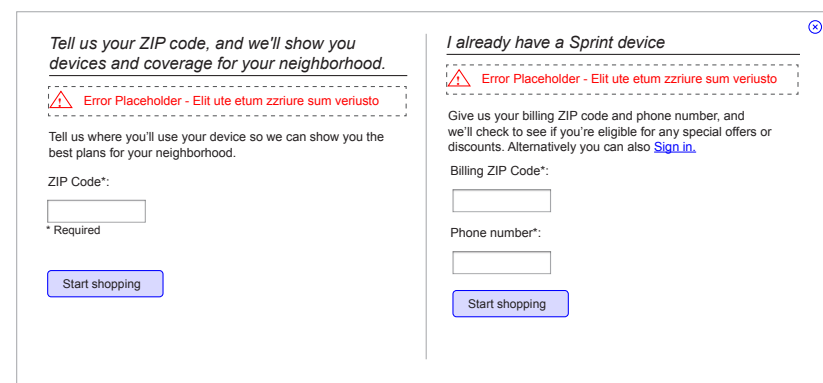 Tell us your ZIP code, and we'll show you
devices and coverage for your neighborhood.
Error Placeholder - Elit ute etum zzriure sum veriusto
Tell us where you'll use your device so we can show you the
best plans for your neighborhood.
ZIP Code*:
* Required
Start shopping
I already have a Sprint device
Error Placeholder - Elit ute etum zzriure sum veriusto
Give us your billing ZIP code and phone number, and
we'll check to see if you're eligible for any special offers or
discounts. Alternatively you can also Sign in.
Billing ZIP Code*:
Phone number*:
Start shopping